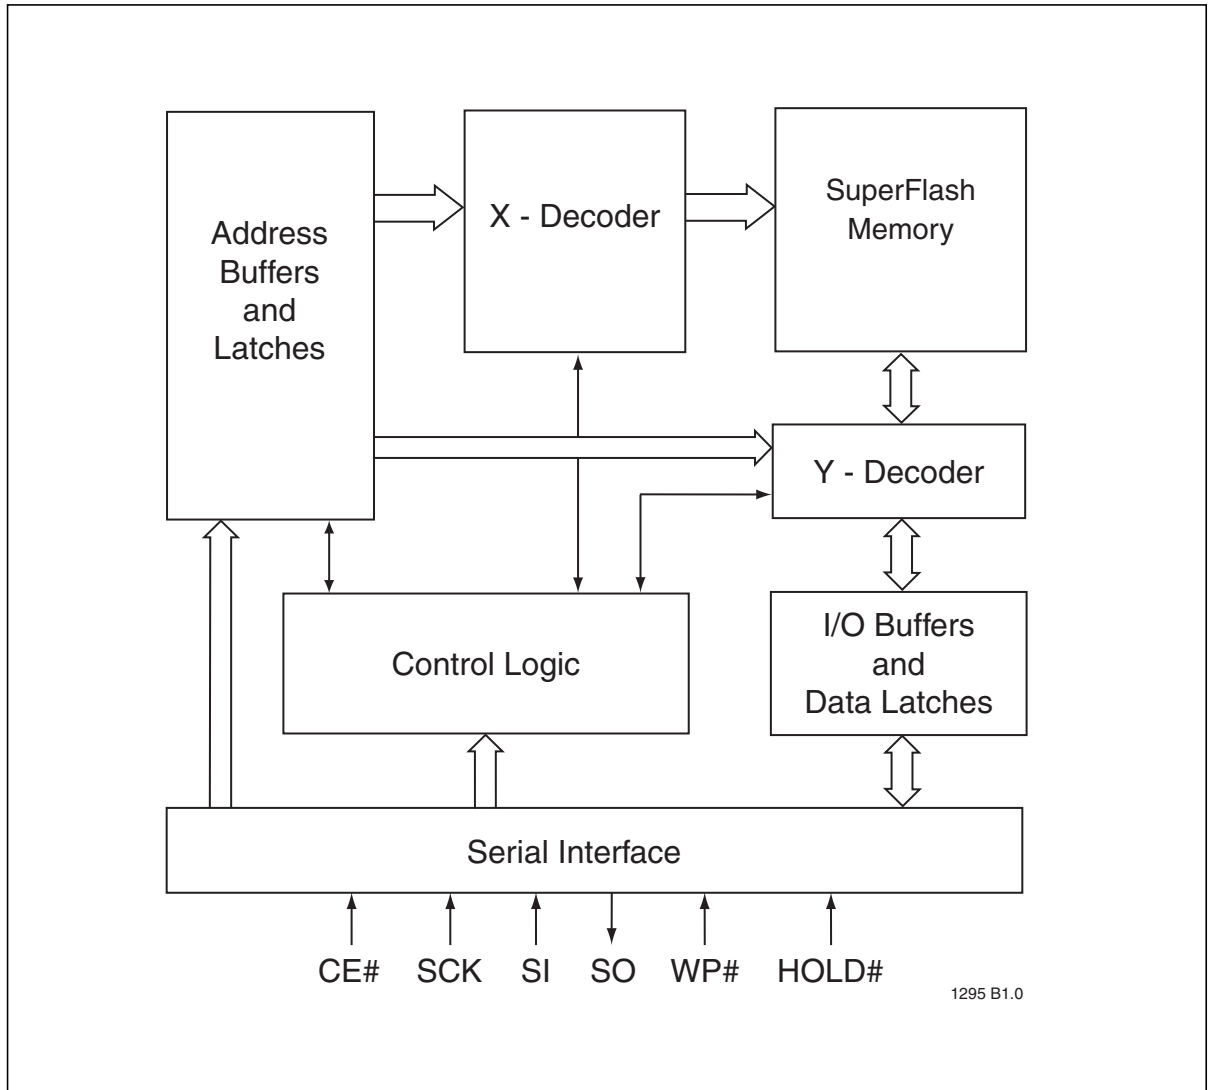 Address
Buffers
and
Latches
X - Decoder
SuperFlash
Memory
Y - Decoder
Control Logic
I/O Buffers
and
Data Latches
Serial Interface
CE# SCK SI SO WP# HOLD#
1295 B1.0